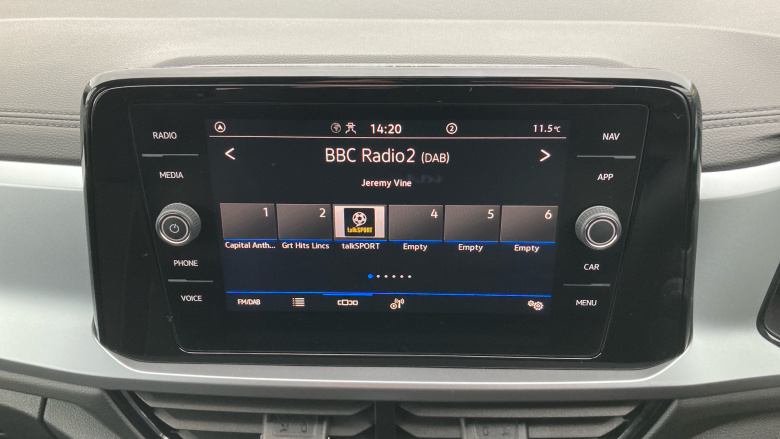 RADIO
MEDIA
PHONE
VOICE
14:20
2
11.5°C
< BBC Radio2 (DAB) >
Jeremy Vine
1 2 4 5 6
talkSPORT
Capital Anth... Grt Hits Lincs talkSPORT Empty Empty Empty
FM/DAB
NAV
APP
CAR
MENU